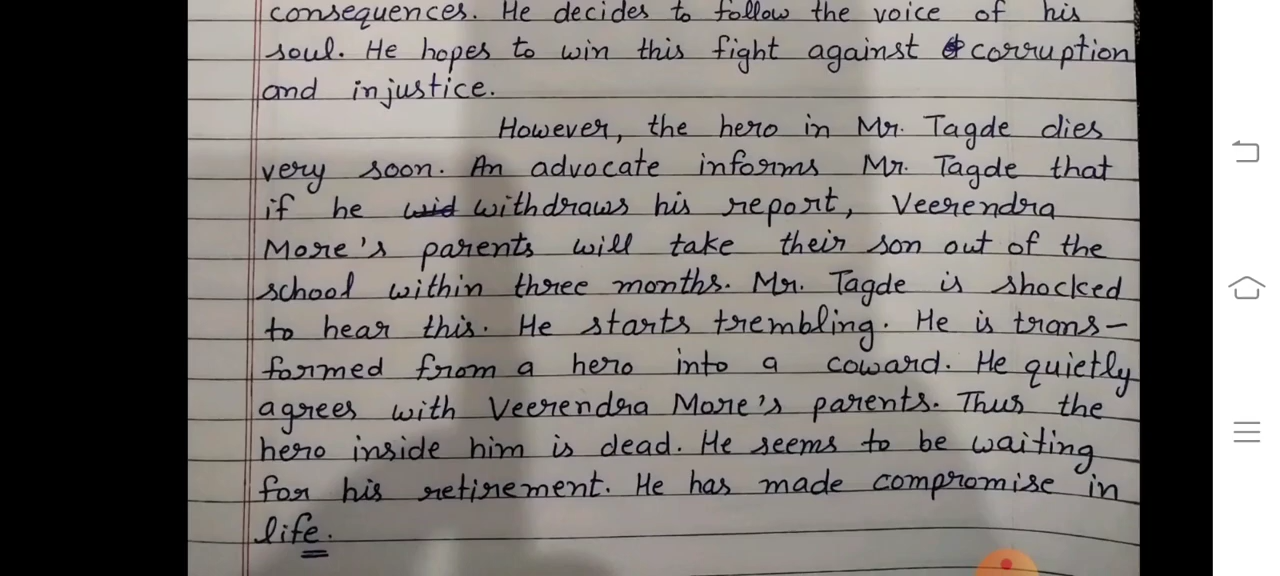 consequences. He decides to follow the voice of his
soul. He hopes to win this fight against corruption
and injustice.
However, the hero in Mr. Tagde dies
very soon. An advocate informs Mr. Tagde that
if he wid withdraws his report, Veerendra
More's parents will take their son out of the
school within three months. Mr. Tagde is shocked
to hear this. He starts trembling. He is trans-
formed from a hero into a coward. He quietly
agrees with Veerendra More's parents. Thus the
hero inside him is dead. He seems to be waiting
for his retirement. He has made compromise in
life.